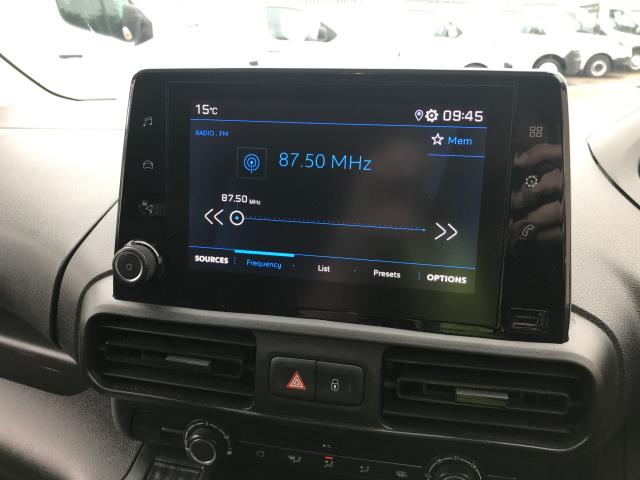 15°C 09:45
RADIO . FM
Mem
87.50 MHz
87.50 MHz
SOURCES Frequency List Presets OPTIONS